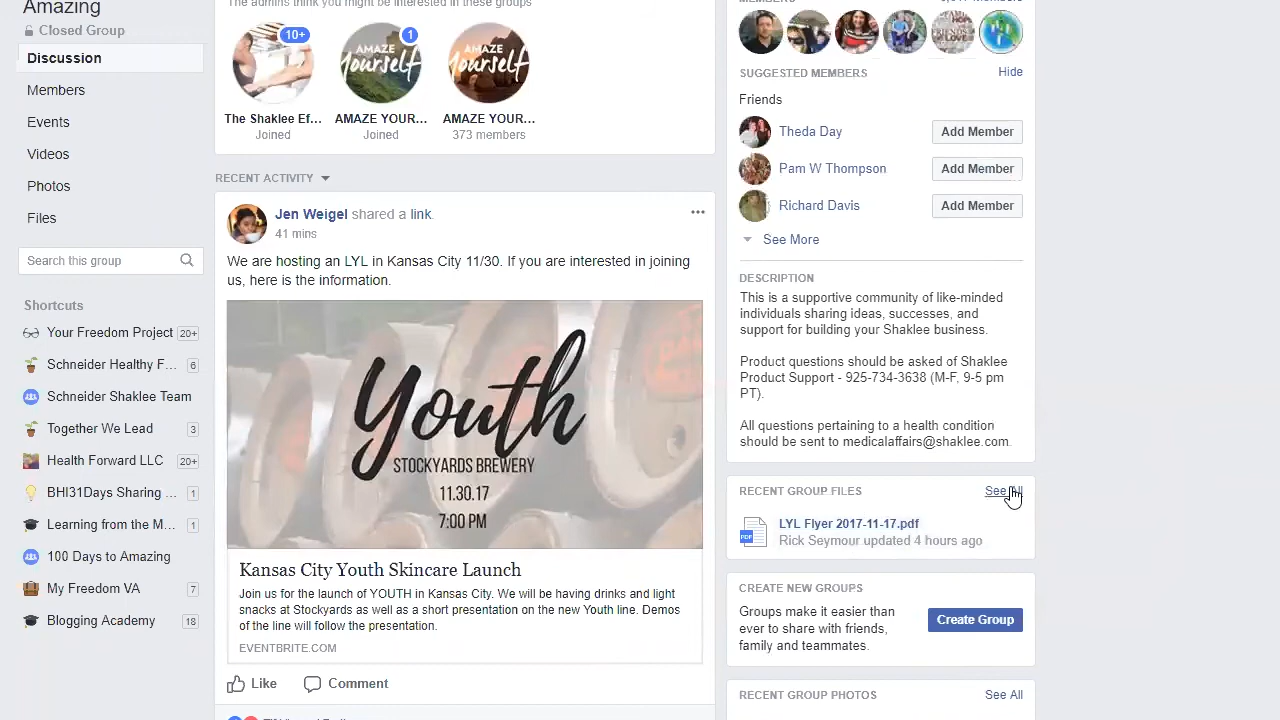 Amazing
Closed Group
Discussion
Members
Events
Videos
Photos
Files
Search this group
Shortcuts
Your Freedom Project 20+
Schneider Healthy F... 6
Schneider Shaklee Team
Together We Lead 3
Health Forward LLC 20+
BHI31Days Sharing ... 1
Learning from the M... 1
100 Days to Amazing
My Freedom VA 7
Blogging Academy 18
The admins think you might be interested in these groups
10+
AMAZE
Yourself
1
AMAZE
Yourself
The Shaklee Ef...
Joined
AMAZE YOUR...
Joined
AMAZE YOUR...
373 members
RECENT ACTIVITY
Jen Weigel shared a link.
41 mins
We are hosting an LYL in Kansas City 11/30. If you are interested in joining
us, here is the information.
Youth
STOCKYARDS BREWERY
11.30.17
7:00 PM
Kansas City Youth Skincare Launch
Join us for the launch of YOUTH in Kansas City. We will be having drinks and light
snacks at Stockyards as well as a short presentation on the new Youth line. Demos
of the line will follow the presentation.
EVENTBRITE.COM
Like Comment
MEMBERS
Members
SUGGESTED MEMBERS Hide
Friends
Theda Day Add Member
Pam W Thompson Add Member
Richard Davis Add Member
See More
DESCRIPTION
This is a supportive community of like-minded
individuals sharing ideas, successes, and
support for building your Shaklee business.
Product questions should be asked of Shaklee
Product Support - 925-734-3638 (M-F, 9-5 pm
PT).
All questions pertaining to a health condition
should be sent to medicalaffairs@shaklee.com.
RECENT GROUP FILES See All
PDF
LYL Flyer 2017-11-17.pdf
Rick Seymour updated 4 hours ago
CREATE NEW GROUPS
Groups make it easier than
ever to share with friends,
family and teammates.
Create Group
RECENT GROUP PHOTOS See All